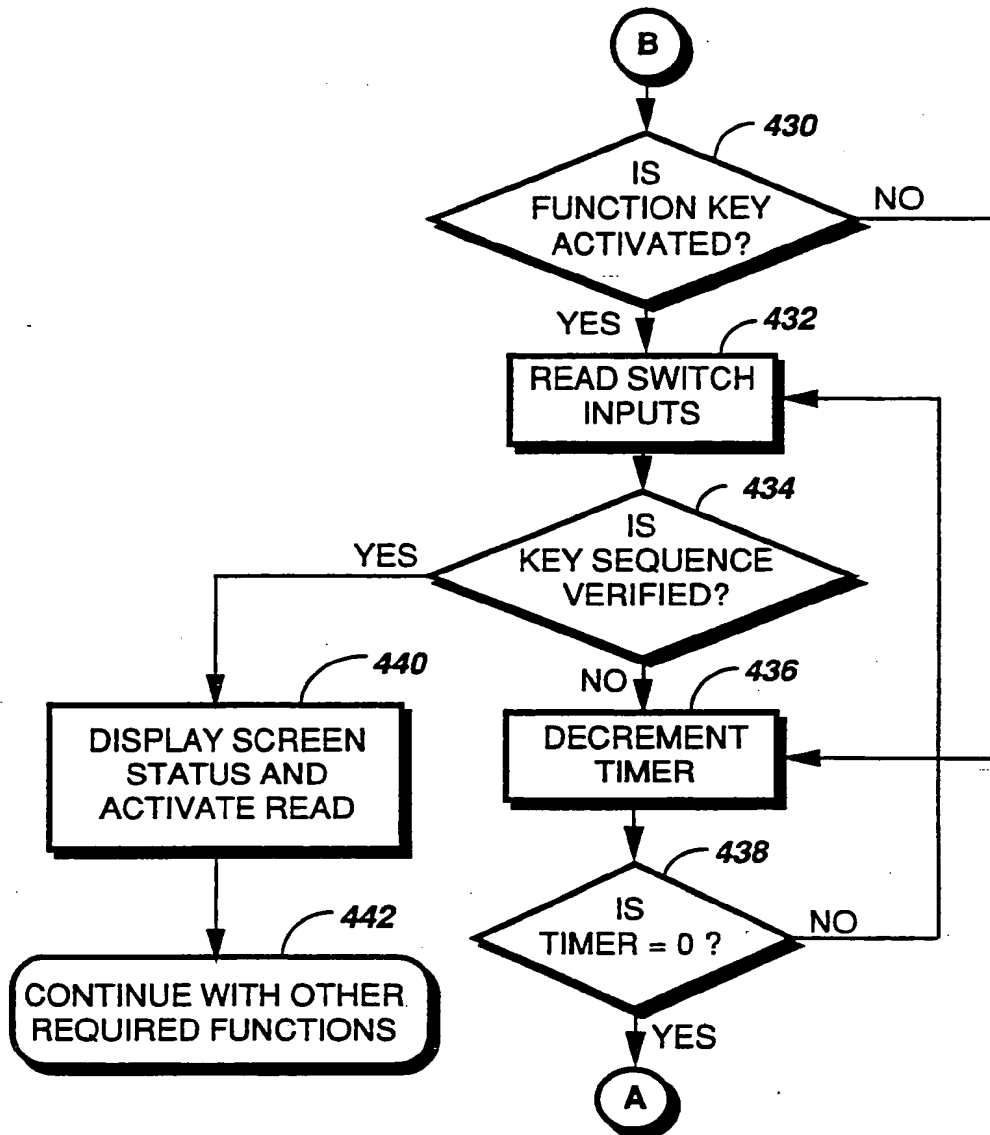 B
430
IS
FUNCTION KEY
ACTIVATED?
NO
YES
432
READ SWITCH
INPUTS
434
IS
KEY SEQUENCE
VERIFIED?
YES
NO
436
DECREMENT
TIMER
440
DISPLAY SCREEN
STATUS AND
ACTIVATE READ
438
IS
TIMER = 0 ?
NO
442
CONTINUE WITH OTHER
REQUIRED FUNCTIONS
YES
A